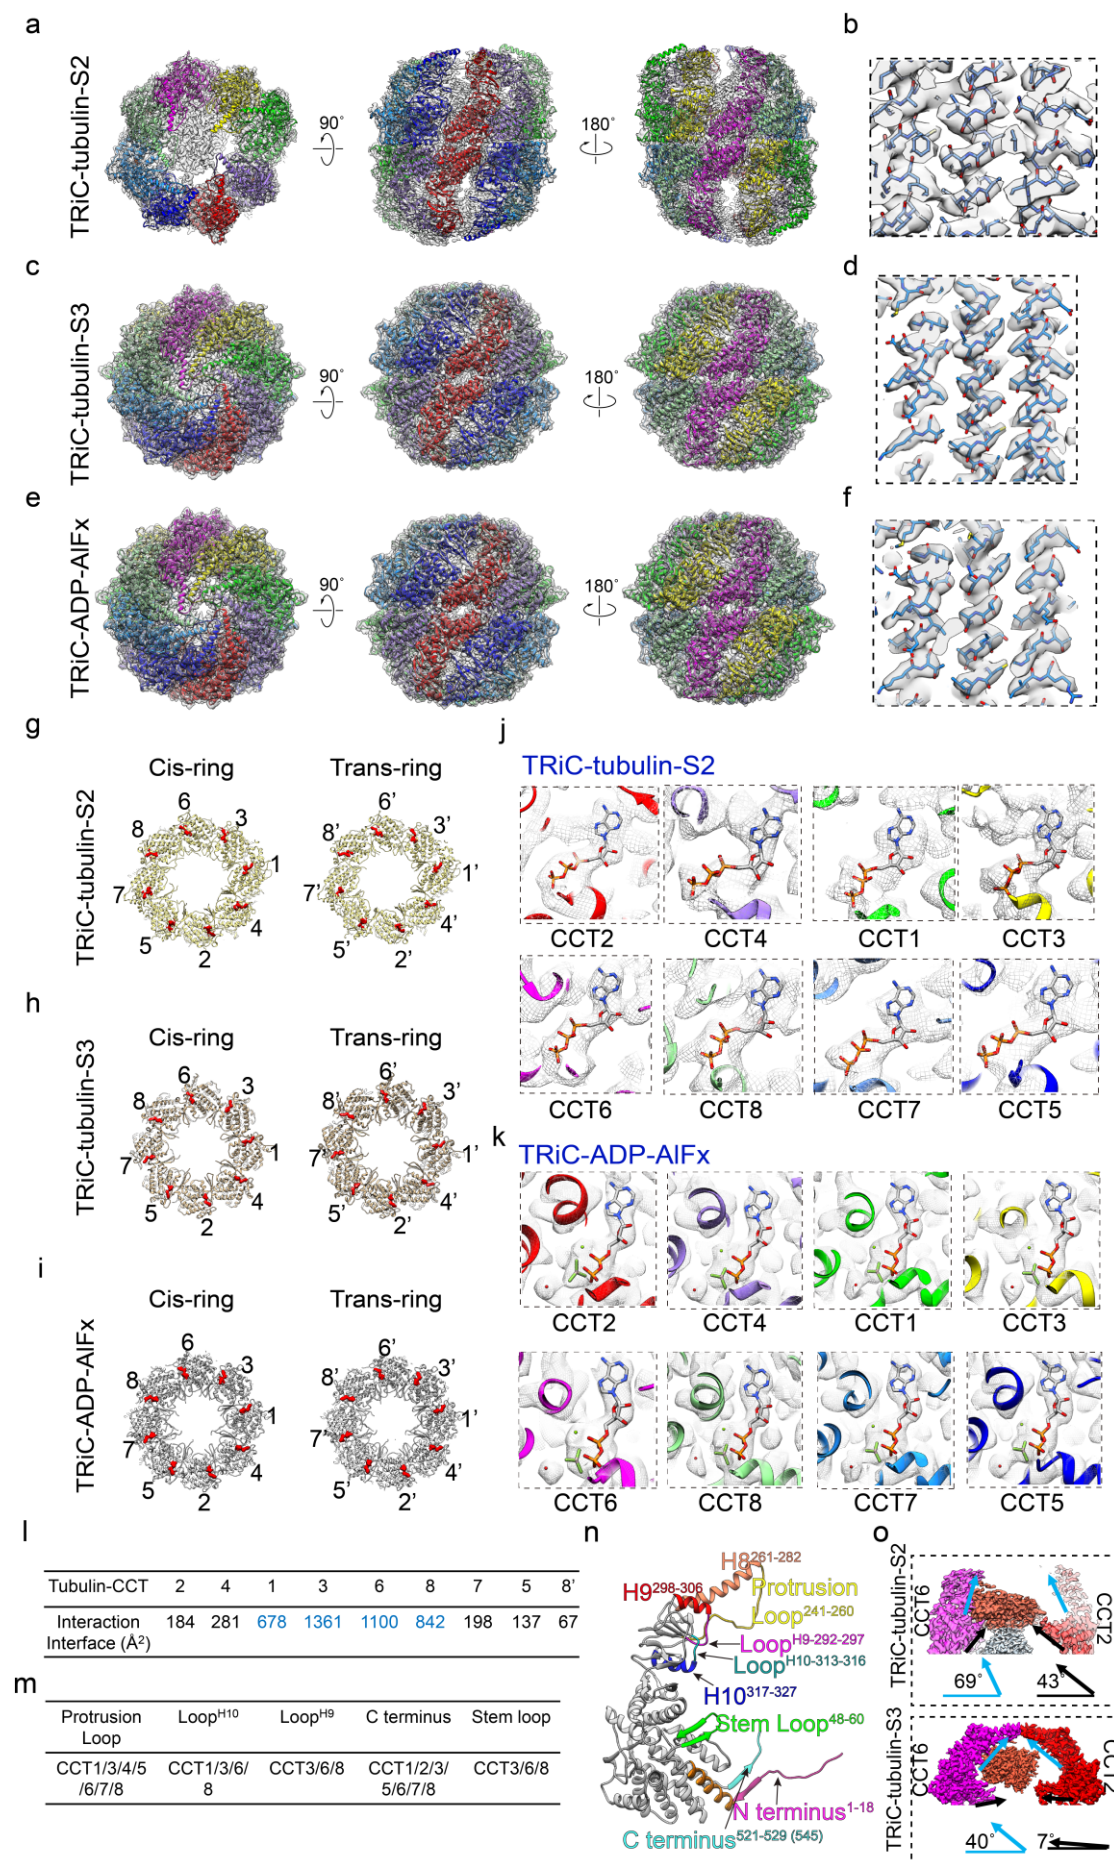 a
b
TRiC-tubulin-S2
90°
180°
c
d
TRiC-tubulin-S3
90°
180°
e
f
TRiC-ADP-AlFx
90°
180°
g
TRiC-tubulin-S2
Cis-ring
Trans-ring
6 3 1 4 2 5 7 8
6' 3' 1' 4' 2' 5' 7' 8'
h
TRiC-tubulin-S3
Cis-ring
Trans-ring
6 3 1 4 2 5 7 8
6' 3' 1' 4' 2' 5' 7' 8'
i
TRiC-ADP-AlFx
Cis-ring
Trans-ring
6 3 1 4 2 5 7 8
6' 3' 1' 4' 2' 5' 7' 8'
j
TRiC-tubulin-S2
CCT2 CCT4 CCT1 CCT3
CCT6 CCT8 CCT7 CCT5
k
TRiC-ADP-AlFx
CCT2 CCT4 CCT1 CCT3
CCT6 CCT8 CCT7 CCT5
l
Tubulin-CCT 2 4 1 3 6 8 7 5 8'
Interaction Interface (Å²) 184 281 678 1361 1100 842 198 137 67
m
Protrusion Loop Loop^H10 Loop^H9 C terminus Stem loop
CCT1/3/4/5/6/7/8 CCT1/3/6/8 CCT3/6/8 CCT1/2/3/5/6/7/8 CCT3/6/8
n
H8 261-282
H9 298-306
Protrusion
Loop 241-260
Loop H9-292-297
Loop H10-313-316
H10 317-327
Stem Loop 48-60
N terminus 1-18
C terminus 521-529 (545)
o
TRiC-tubulin-S2
CCT6
CCT2
69° 43°
TRiC-tubulin-S3
CCT6
CCT2
40° 7°